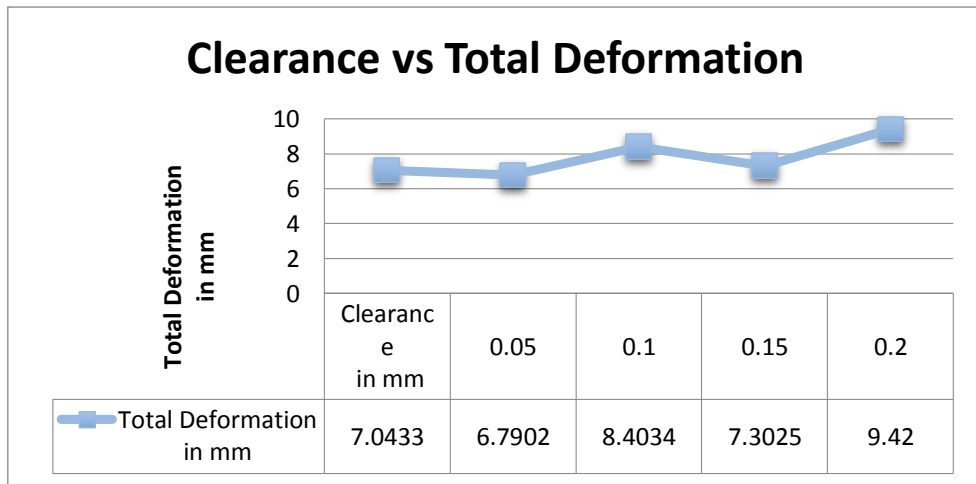 Clearance vs Total Deformation
Total Deformation
in mm
10
8
6
4
2
0
Clearanc
e
in mm
0.05
0.1
0.15
0.2
Total Deformation
in mm
7.0433
6.7902
8.4034
7.3025
9.42